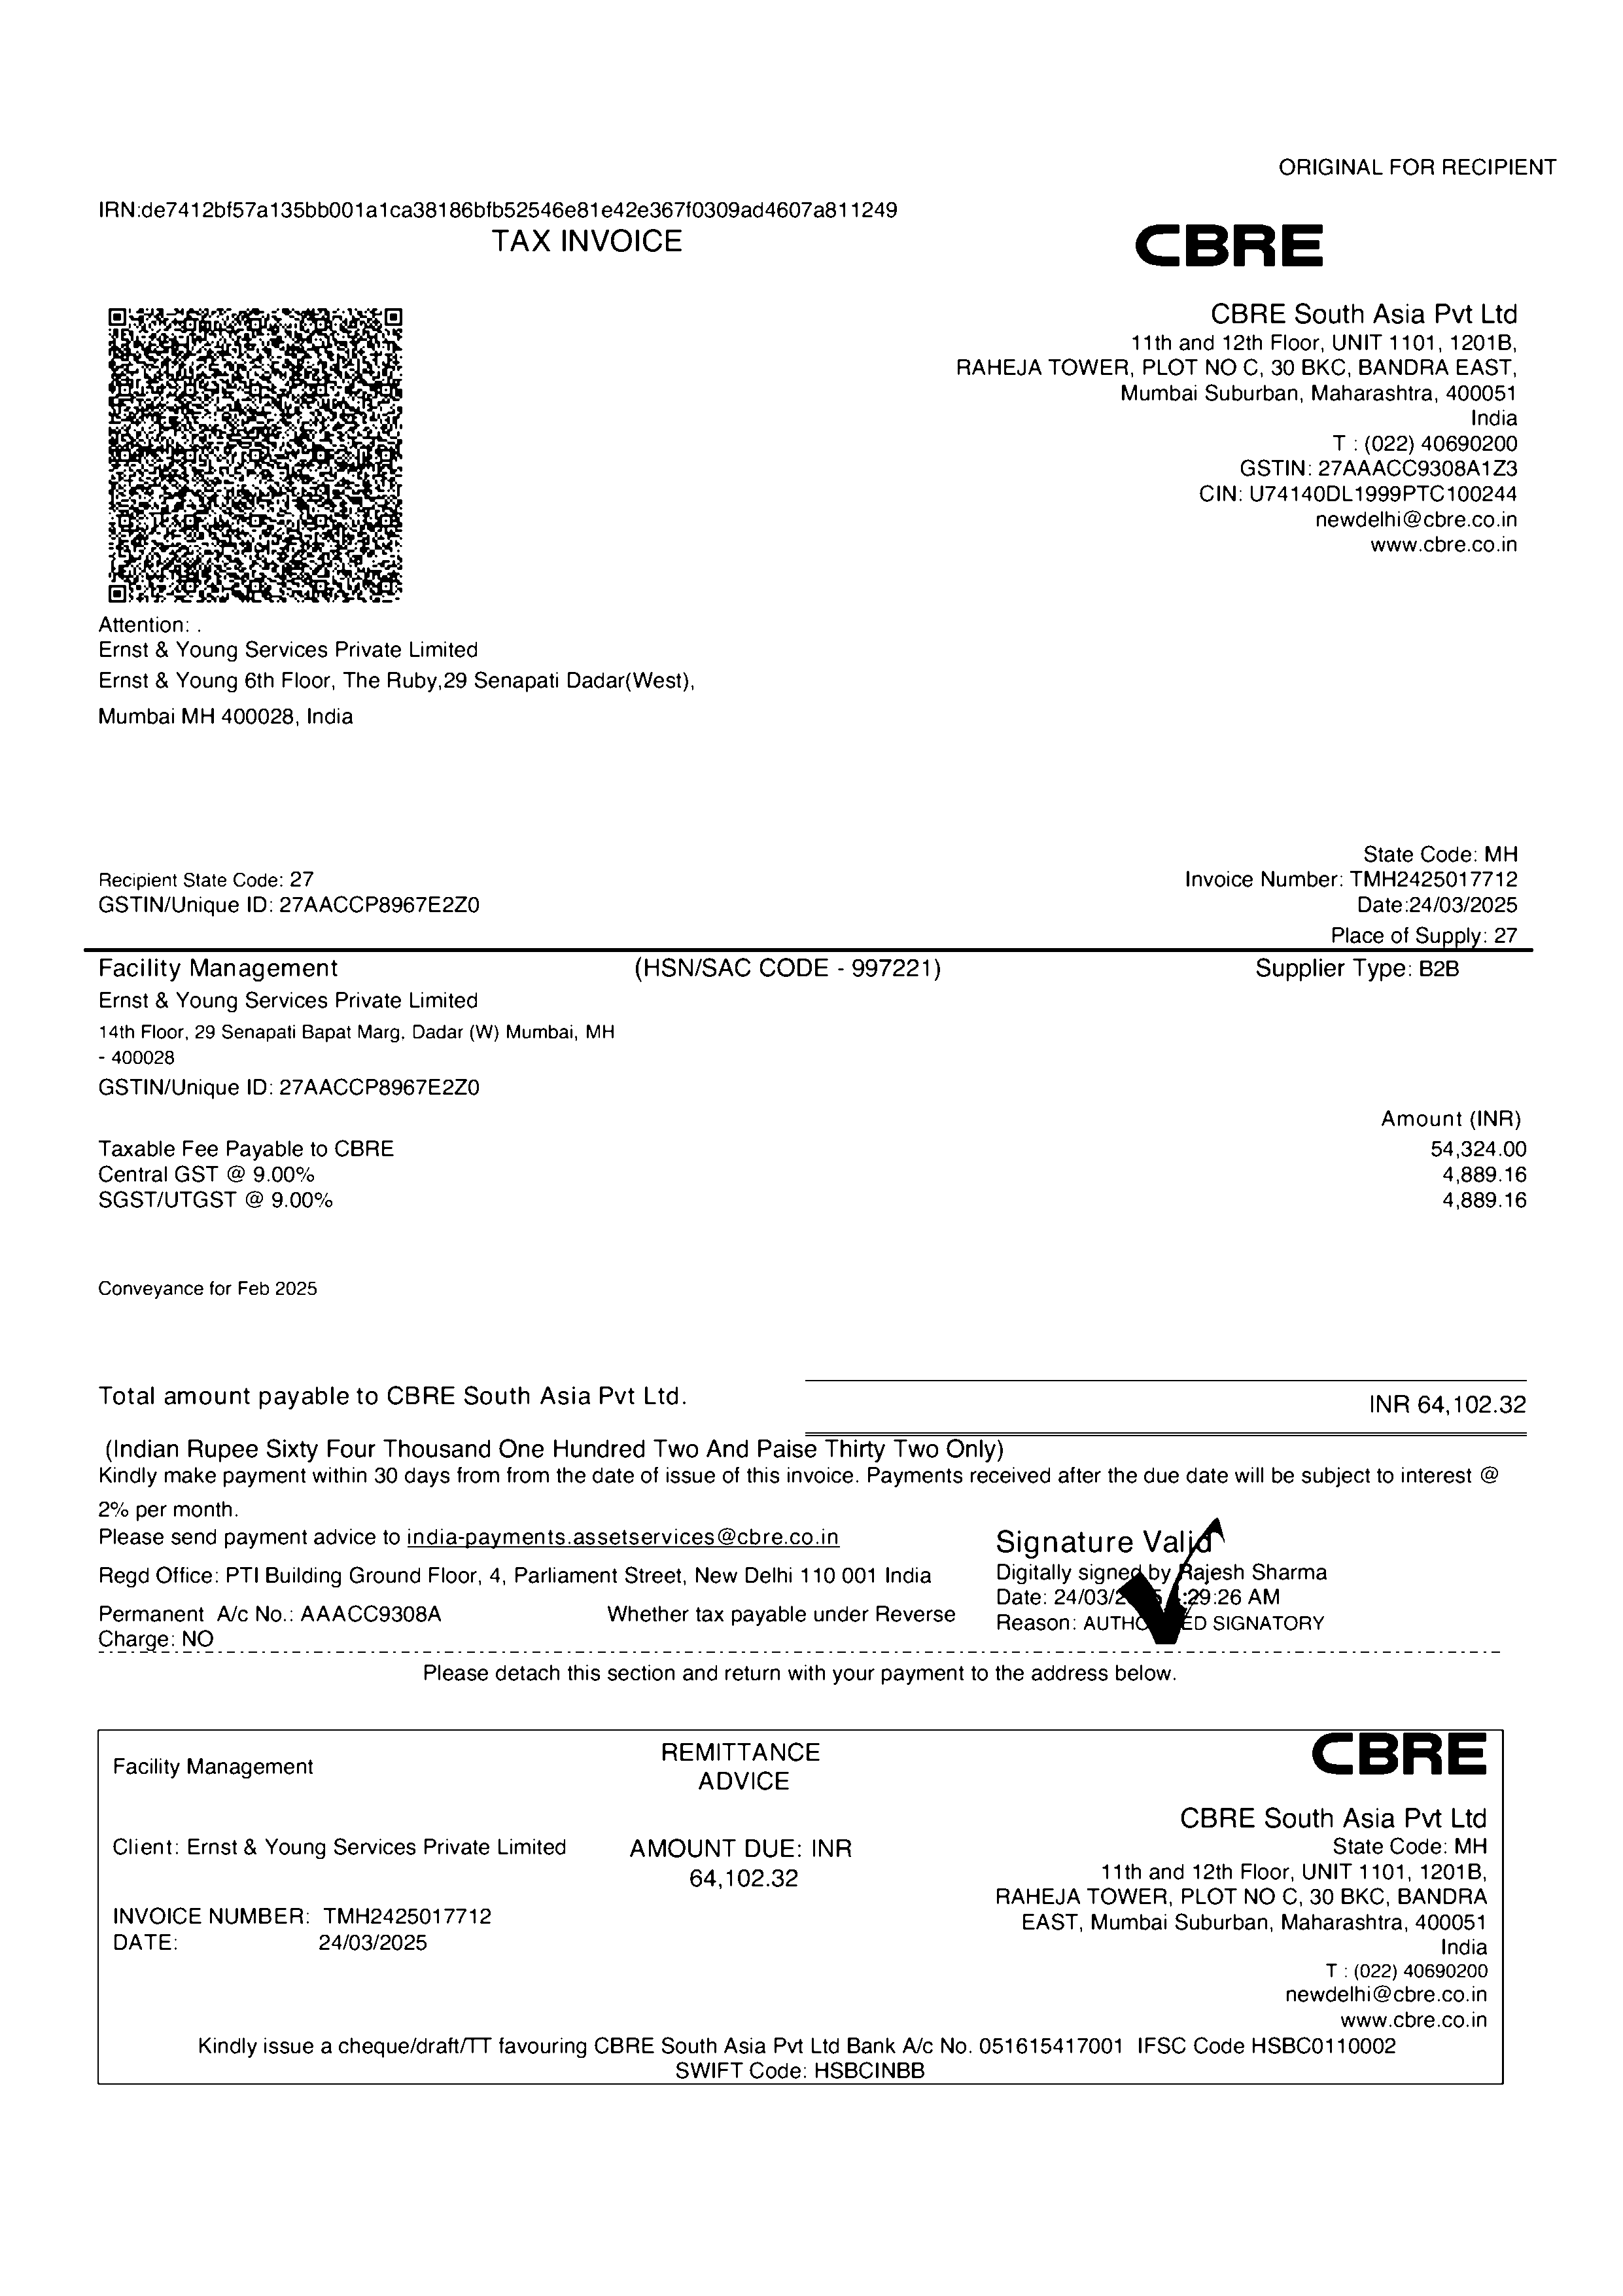 ORIGINAL FOR RECIPIENT
IRN:de7412bf57a135bb001a1ca38186bfb52546e81e42e367f0309ad4607a811249
TAX INVOICE
CBRE
CBRE South Asia Pvt Ltd
11th and 12th Floor, UNIT 1101, 1201B,
RAHEJA TOWER, PLOT NO C, 30 BKC, BANDRA EAST,
Mumbai Suburban, Maharashtra, 400051
India
T : (022) 40690200
GSTIN: 27AAACC9308A1Z3
CIN: U74140DL1999PTC100244
newdelhi@cbre.co.in
www.cbre.co.in
Attention: .
Ernst & Young Services Private Limited
Ernst & Young 6th Floor, The Ruby,29 Senapati Dadar(West),
Mumbai MH 400028, India
State Code: MH
Recipient State Code: 27 Invoice Number: TMH2425017712
GSTIN/Unique ID: 27AACCP8967E2Z0 Date:24/03/2025
Place of Supply: 27
Facility Management (HSN/SAC CODE - 997221) Supplier Type: B2B
Ernst & Young Services Private Limited
14th Floor, 29 Senapati Bapat Marg, Dadar (W) Mumbai, MH
- 400028
GSTIN/Unique ID: 27AACCP8967E2Z0
Amount (INR)
Taxable Fee Payable to CBRE 54,324.00
Central GST @ 9.00% 4,889.16
SGST/UTGST @ 9.00% 4,889.16
Conveyance for Feb 2025
Total amount payable to CBRE South Asia Pvt Ltd. INR 64,102.32
(Indian Rupee Sixty Four Thousand One Hundred Two And Paise Thirty Two Only)
Kindly make payment within 30 days from from the date of issue of this invoice. Payments received after the due date will be subject to interest @
2% per month.
Please send payment advice to india-payments.assetservices@cbre.co.in
Regd Office: PTI Building Ground Floor, 4, Parliament Street, New Delhi 110 001 India
Permanent A/c No.: AAACC9308A Whether tax payable under Reverse
Charge: NO
Signature Valid
Digitally signed by Rajesh Sharma
Date: 24/03/2 :29:26 AM
Reason: AUTHO ED SIGNATORY
Please detach this section and return with your payment to the address below.
Facility Management
REMITTANCE
ADVICE
CBRE
Client: Ernst & Young Services Private Limited
AMOUNT DUE: INR
64,102.32
INVOICE NUMBER: TMH2425017712
DATE: 24/03/2025
CBRE South Asia Pvt Ltd
State Code: MH
11th and 12th Floor, UNIT 1101, 1201B,
RAHEJA TOWER, PLOT NO C, 30 BKC, BANDRA
EAST, Mumbai Suburban, Maharashtra, 400051
India
T : (022) 40690200
newdelhi@cbre.co.in
www.cbre.co.in
Kindly issue a cheque/draft/TT favouring CBRE South Asia Pvt Ltd Bank A/c No. 051615417001 IFSC Code HSBC0110002
SWIFT Code: HSBCINBB